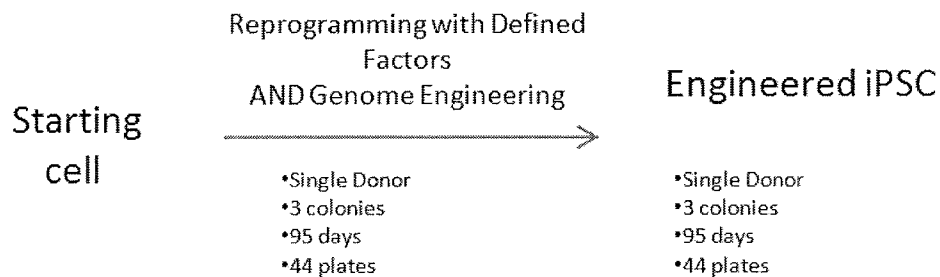 Reprogramming with Defined
Factors
AND Genome Engineering
Starting
cell
Engineered iPSC
•Single Donor
•3 colonies
•95 days
•44 plates
•Single Donor
•3 colonies
•95 days
•44 plates